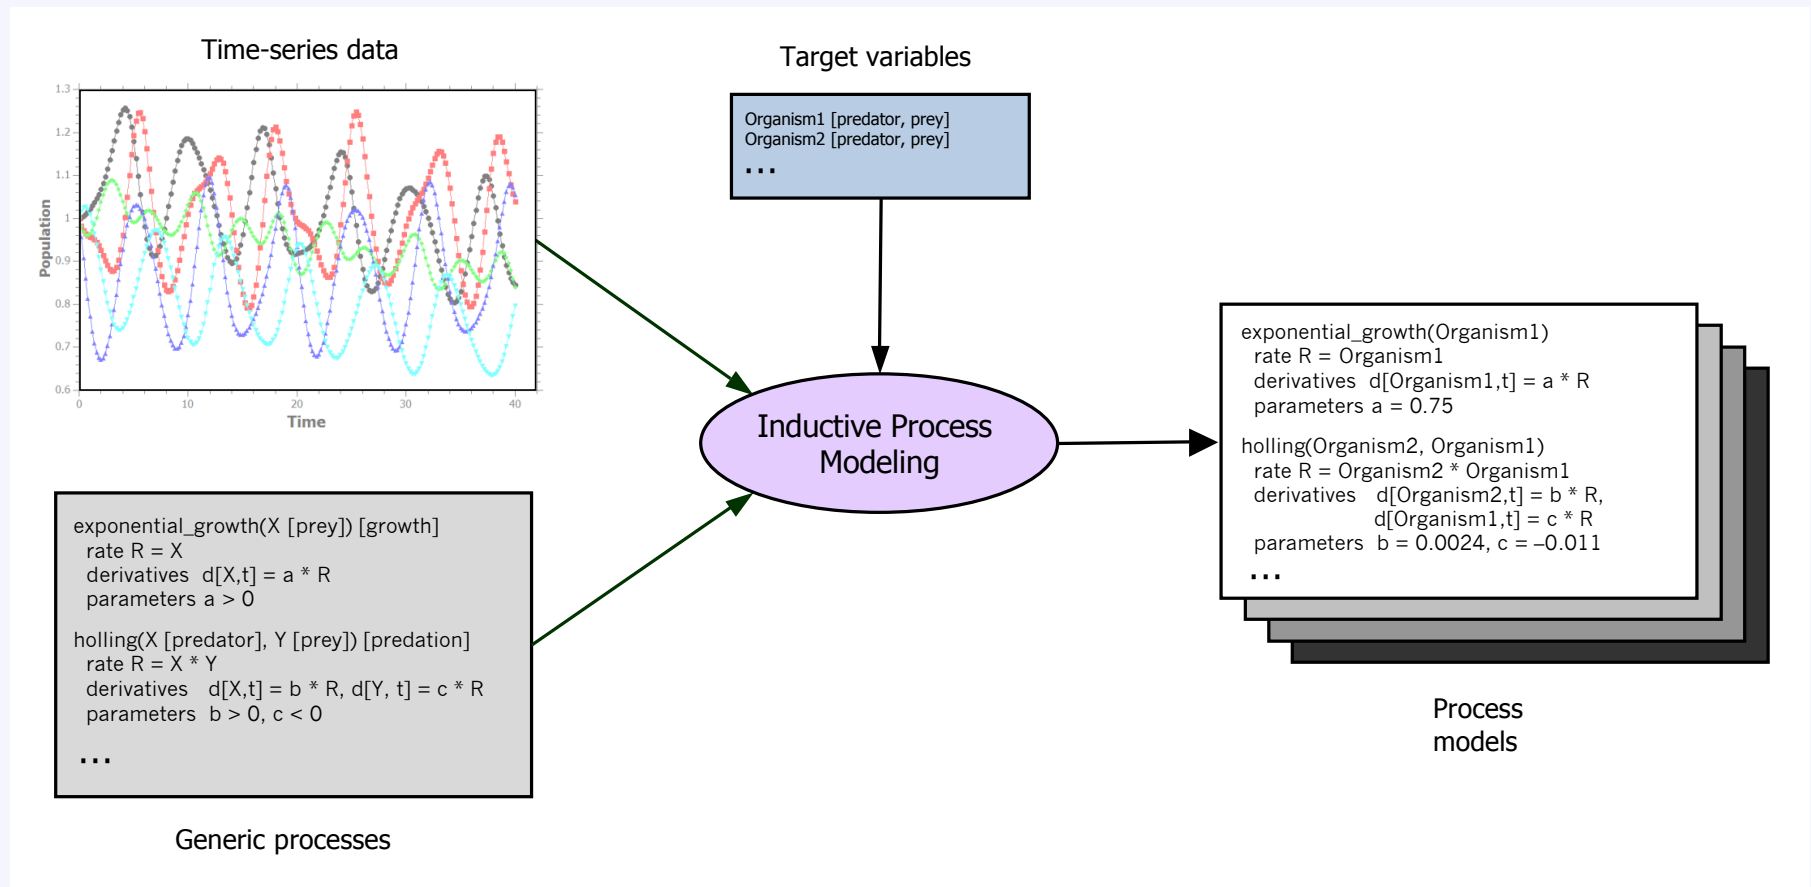 Time-series data
1.3
1.2
1.1
1
0.9
0.8
0.7
0.6
Population
0
10
20
30
40
Time
Target variables
Organism1 [predator, prey]
Organism2 [predator, prey]
...
exponential_growth(X [prey]) [growth]
rate R = X
derivatives d[X,t] = a * R
parameters a > 0
holling(X [predator], Y [prey]) [predation]
rate R = X * Y
derivatives d[X,t] = b * R, d[Y, t] = c * R
parameters b > 0, c < 0
...
Generic processes
Inductive Process
Modeling
exponential_growth(Organism1)
rate R = Organism1
derivatives d[Organism1,t] = a * R
parameters a = 0.75
holling(Organism2, Organism1)
rate R = Organism2 * Organism1
derivatives d[Organism2,t] = b * R,
d[Organism1,t] = c * R
parameters b = 0.0024, c = –0.011
...
Process
models